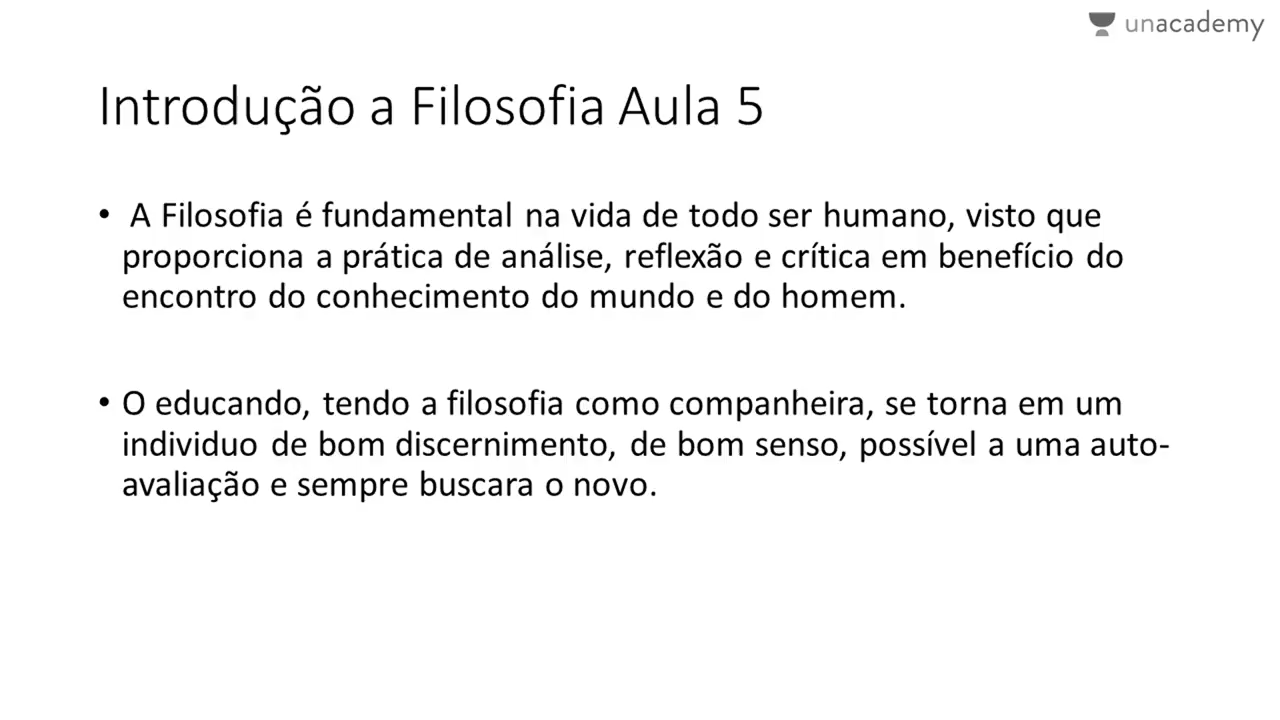 unacademy
Introdução a Filosofia Aula 5
• A Filosofia é fundamental na vida de todo ser humano, visto que
proporciona a prática de análise, reflexão e crítica em benefício do
encontro do conhecimento do mundo e do homem.
• O educando, tendo a filosofia como companheira, se torna em um
individuo de bom discernimento, de bom senso, possível a uma auto-
avaliação e sempre buscara o novo.